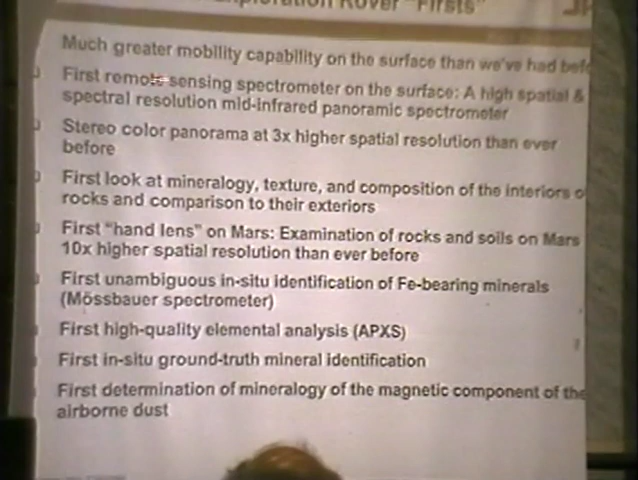 Exploration Rover "Firsts"
Much greater mobility capability on the surface than we've had
First remote sensing spectrometer on the surface: A high spatial &
spectral resolution mid-infrared panoramic spectrometer
Stereo color panorama at 3x higher spatial resolution than ever
before
First look at mineralogy, texture, and composition of the interiors
rocks and comparison to their exteriors
First "hand lens" on Mars: Examination of rocks and soils on Mars
10x higher spatial resolution than ever before
First unambiguous in-situ identification of Fe-bearing minerals
(Mössbauer spectrometer)
First high-quality elemental analysis (APXS)
First in-situ ground-truth mineral identification
First determination of mineralogy of the magnetic component of the
airborne dust